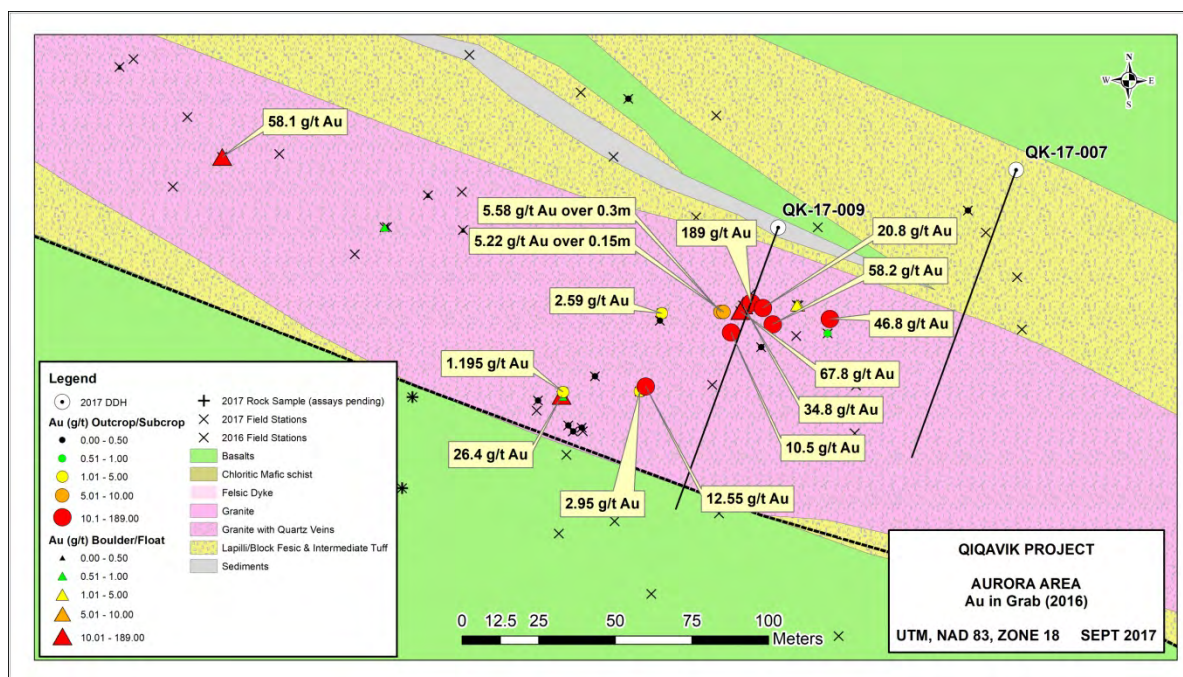 N
W E
S
58.1 g/t Au
QK-17-007
QK-17-009
5.58 g/t Au over 0.3m
189 g/t Au
20.8 g/t Au
5.22 g/t Au over 0.15m
58.2 g/t Au
2.59 g/t Au
46.8 g/t Au
1.195 g/t Au
67.8 g/t Au
34.8 g/t Au
26.4 g/t Au
10.5 g/t Au
2.95 g/t Au
12.55 g/t Au
Legend
2017 DDH
Au (g/t) Outcrop/Subcrop
0.00 - 0.50
0.51 - 1.00
1.01 - 5.00
5.01 - 10.00
10.1 - 189.00
Au (g/t) Boulder/Float
0.00 - 0.50
0.51 - 1.00
1.01 - 5.00
5.01 - 10.00
10.01 - 189.00
2017 Rock Sample (assays pending)
2017 Field Stations
2016 Field Stations
Basalts
Chloritic Mafic schist
Felsic Dyke
Granite
Granite with Quartz Veins
Lapilli/Block Fesic & Intermediate Tuff
Sediments
0 12.5 25 50 75 100
Meters
QIQAVIK PROJECT
AURORA AREA
Au in Grab (2016)
UTM, NAD 83, ZONE 18 SEPT 2017